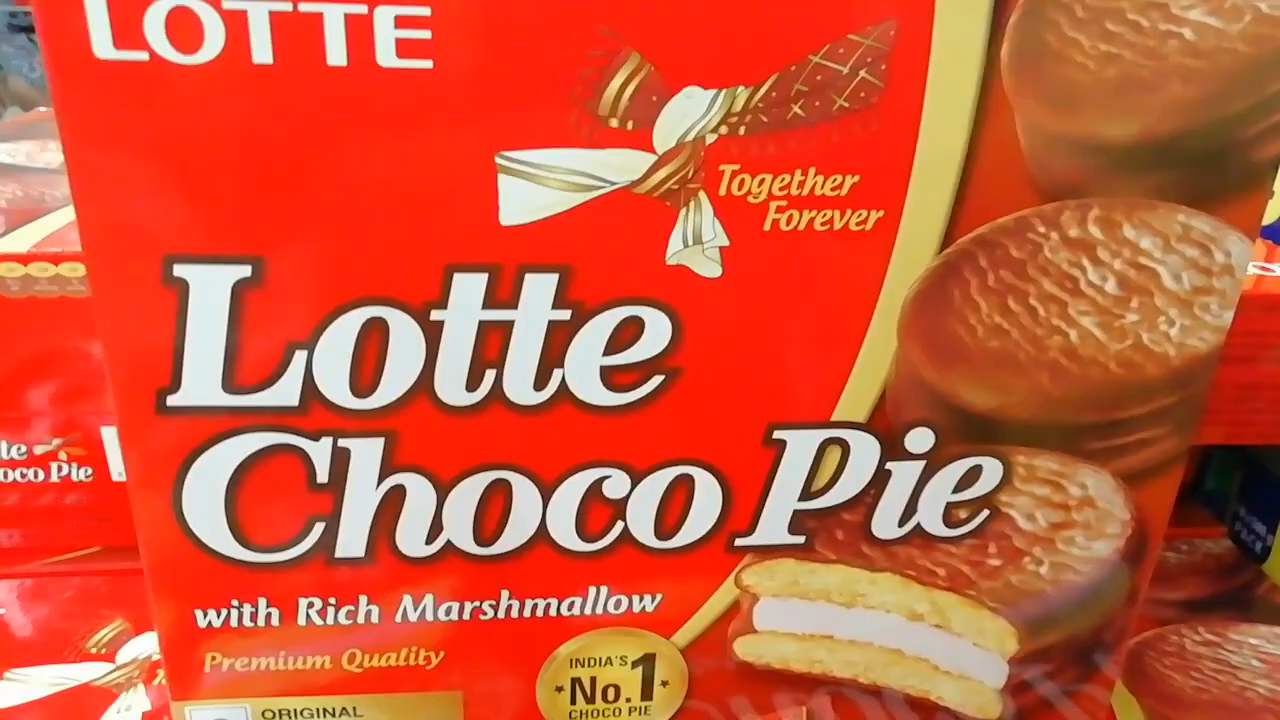 LOTTE
Together
Forever
Lotte
Choco Pie
with Rich Marshmallow
Premium Quality
INDIA'S
No.1
CHOCO PIE
ORIGINAL
oco Pie